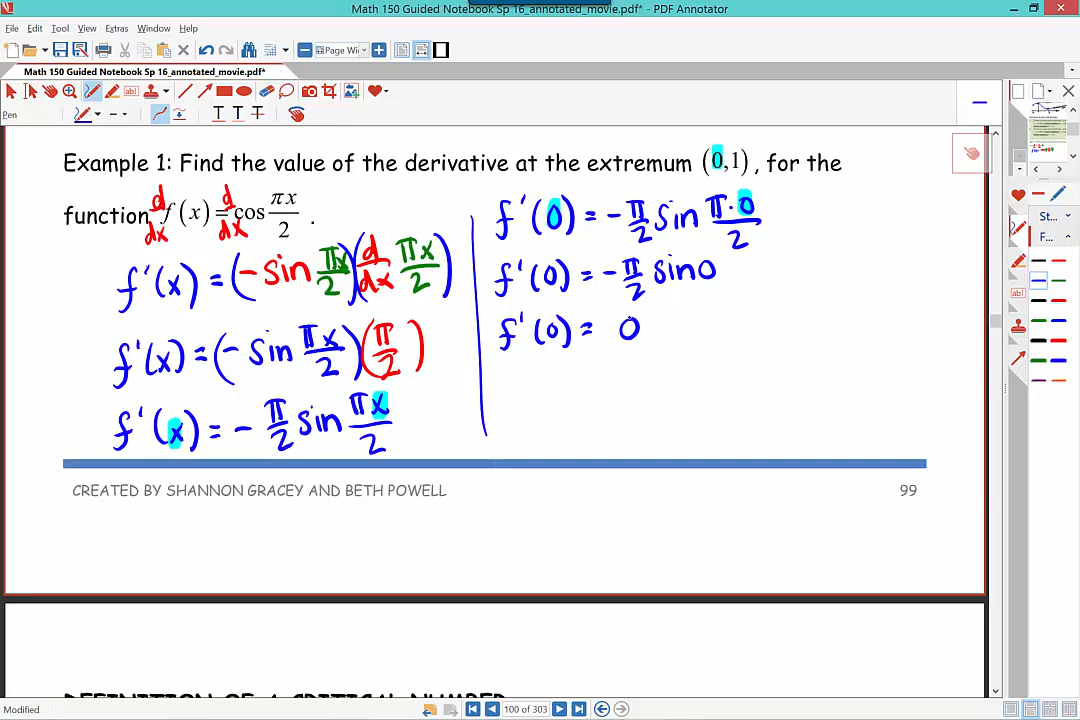 Math 150 Guided Notebook Sp 16_annotated_movie.pdf* - PDF Annotator
File Edit Tool View Extras Window Help
Page Wi
Math 150 Guided Notebook Sp 16_annotated_movie.pdf*
Pen
Example 1: Find the value of the derivative at the extremum (0,1), for the
function d/dx f(x) = d/dx cos πx/2 .
f'(x) = (-sin πx/2)(d/dx πx/2)
f'(x) = (-sin πx/2)(π/2)
f'(x) = - π/2 sin πx/2
f'(0) = -π/2 sin π·0/2
f'(0) = -π/2 sin0
f'(0) = 0
CREATED BY SHANNON GRACEY AND BETH POWELL
99
St...
F...
Modified
100 of 303